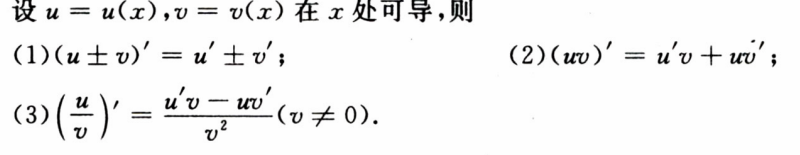 设 u = u(x),v = v(x) 在 x 处可导,则
(1)(u ± v)′ = u′ ± v′; (2)(uv)′ = u′v + uv′;
(3)(u/v)′ = (u′v − uv′)/v² (v ≠ 0).